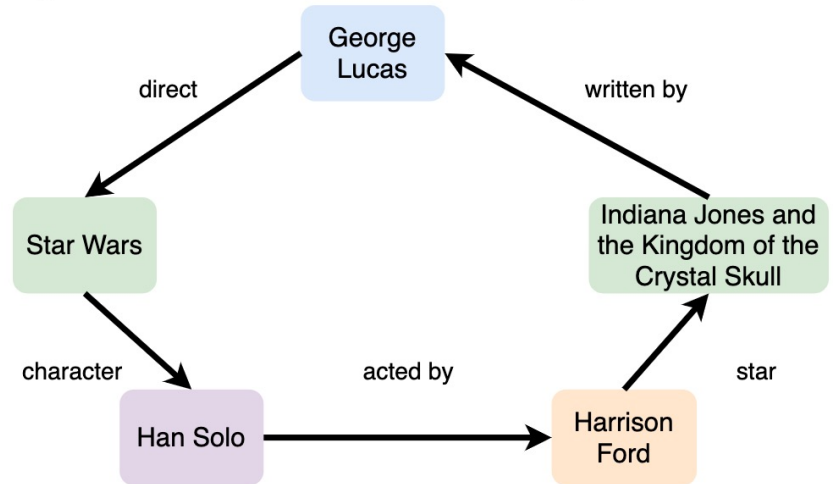 George
Lucas
direct
written by
Star Wars
Indiana Jones and
the Kingdom of the
Crystal Skull
character
acted by
star
Han Solo
Harrison
Ford